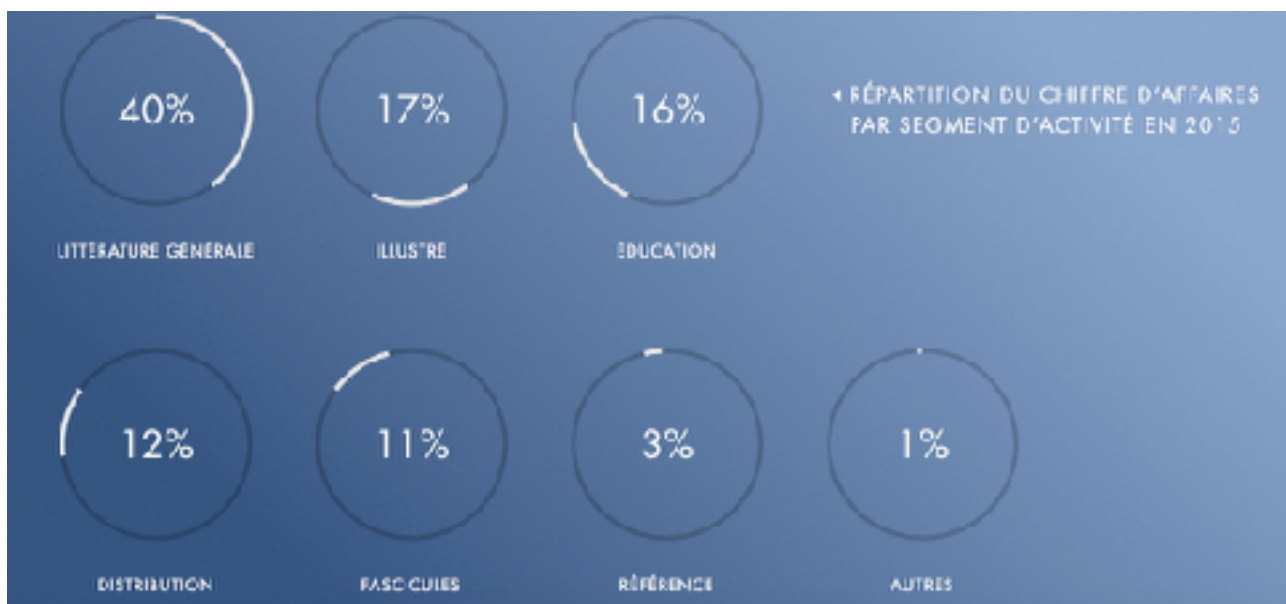 40%
17%
16%
◂ RÉPARTITION DU CHIFFRE D'AFFAIRES
PAR SEGMENT D'ACTIVITÉ EN 2015
LITTÉRATURE GÉNÉRALE
ILLUSTRÉ
ÉDUCATION
12%
11%
3%
1%
DISTRIBUTION
FASCICULES
RÉFÉRENCE
AUTRES